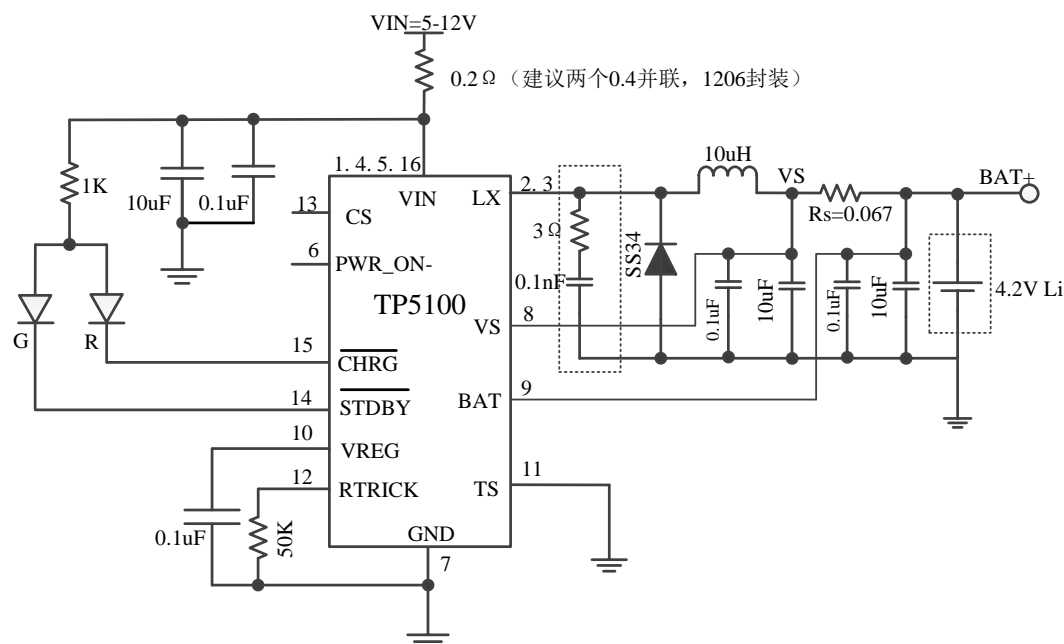 VIN=5-12V
0.2Ω（建议两个0.4并联，1206封装）
1K
10uF
0.1uF
1. 4. 5. 16
VIN
LX
2. 3
10uH
VS
Rs=0.067
BAT+
13
CS
6
PWR_ON-
TP5100
3Ω
0.1nF
SS34
0.1uF
10uF
0.1uF
10uF
4.2V Li
VS
8
G
R
15
CHRG
14
STDBY
BAT
9
10
VREG
12
RTRICK
TS
11
0.1uF
50K
GND
7